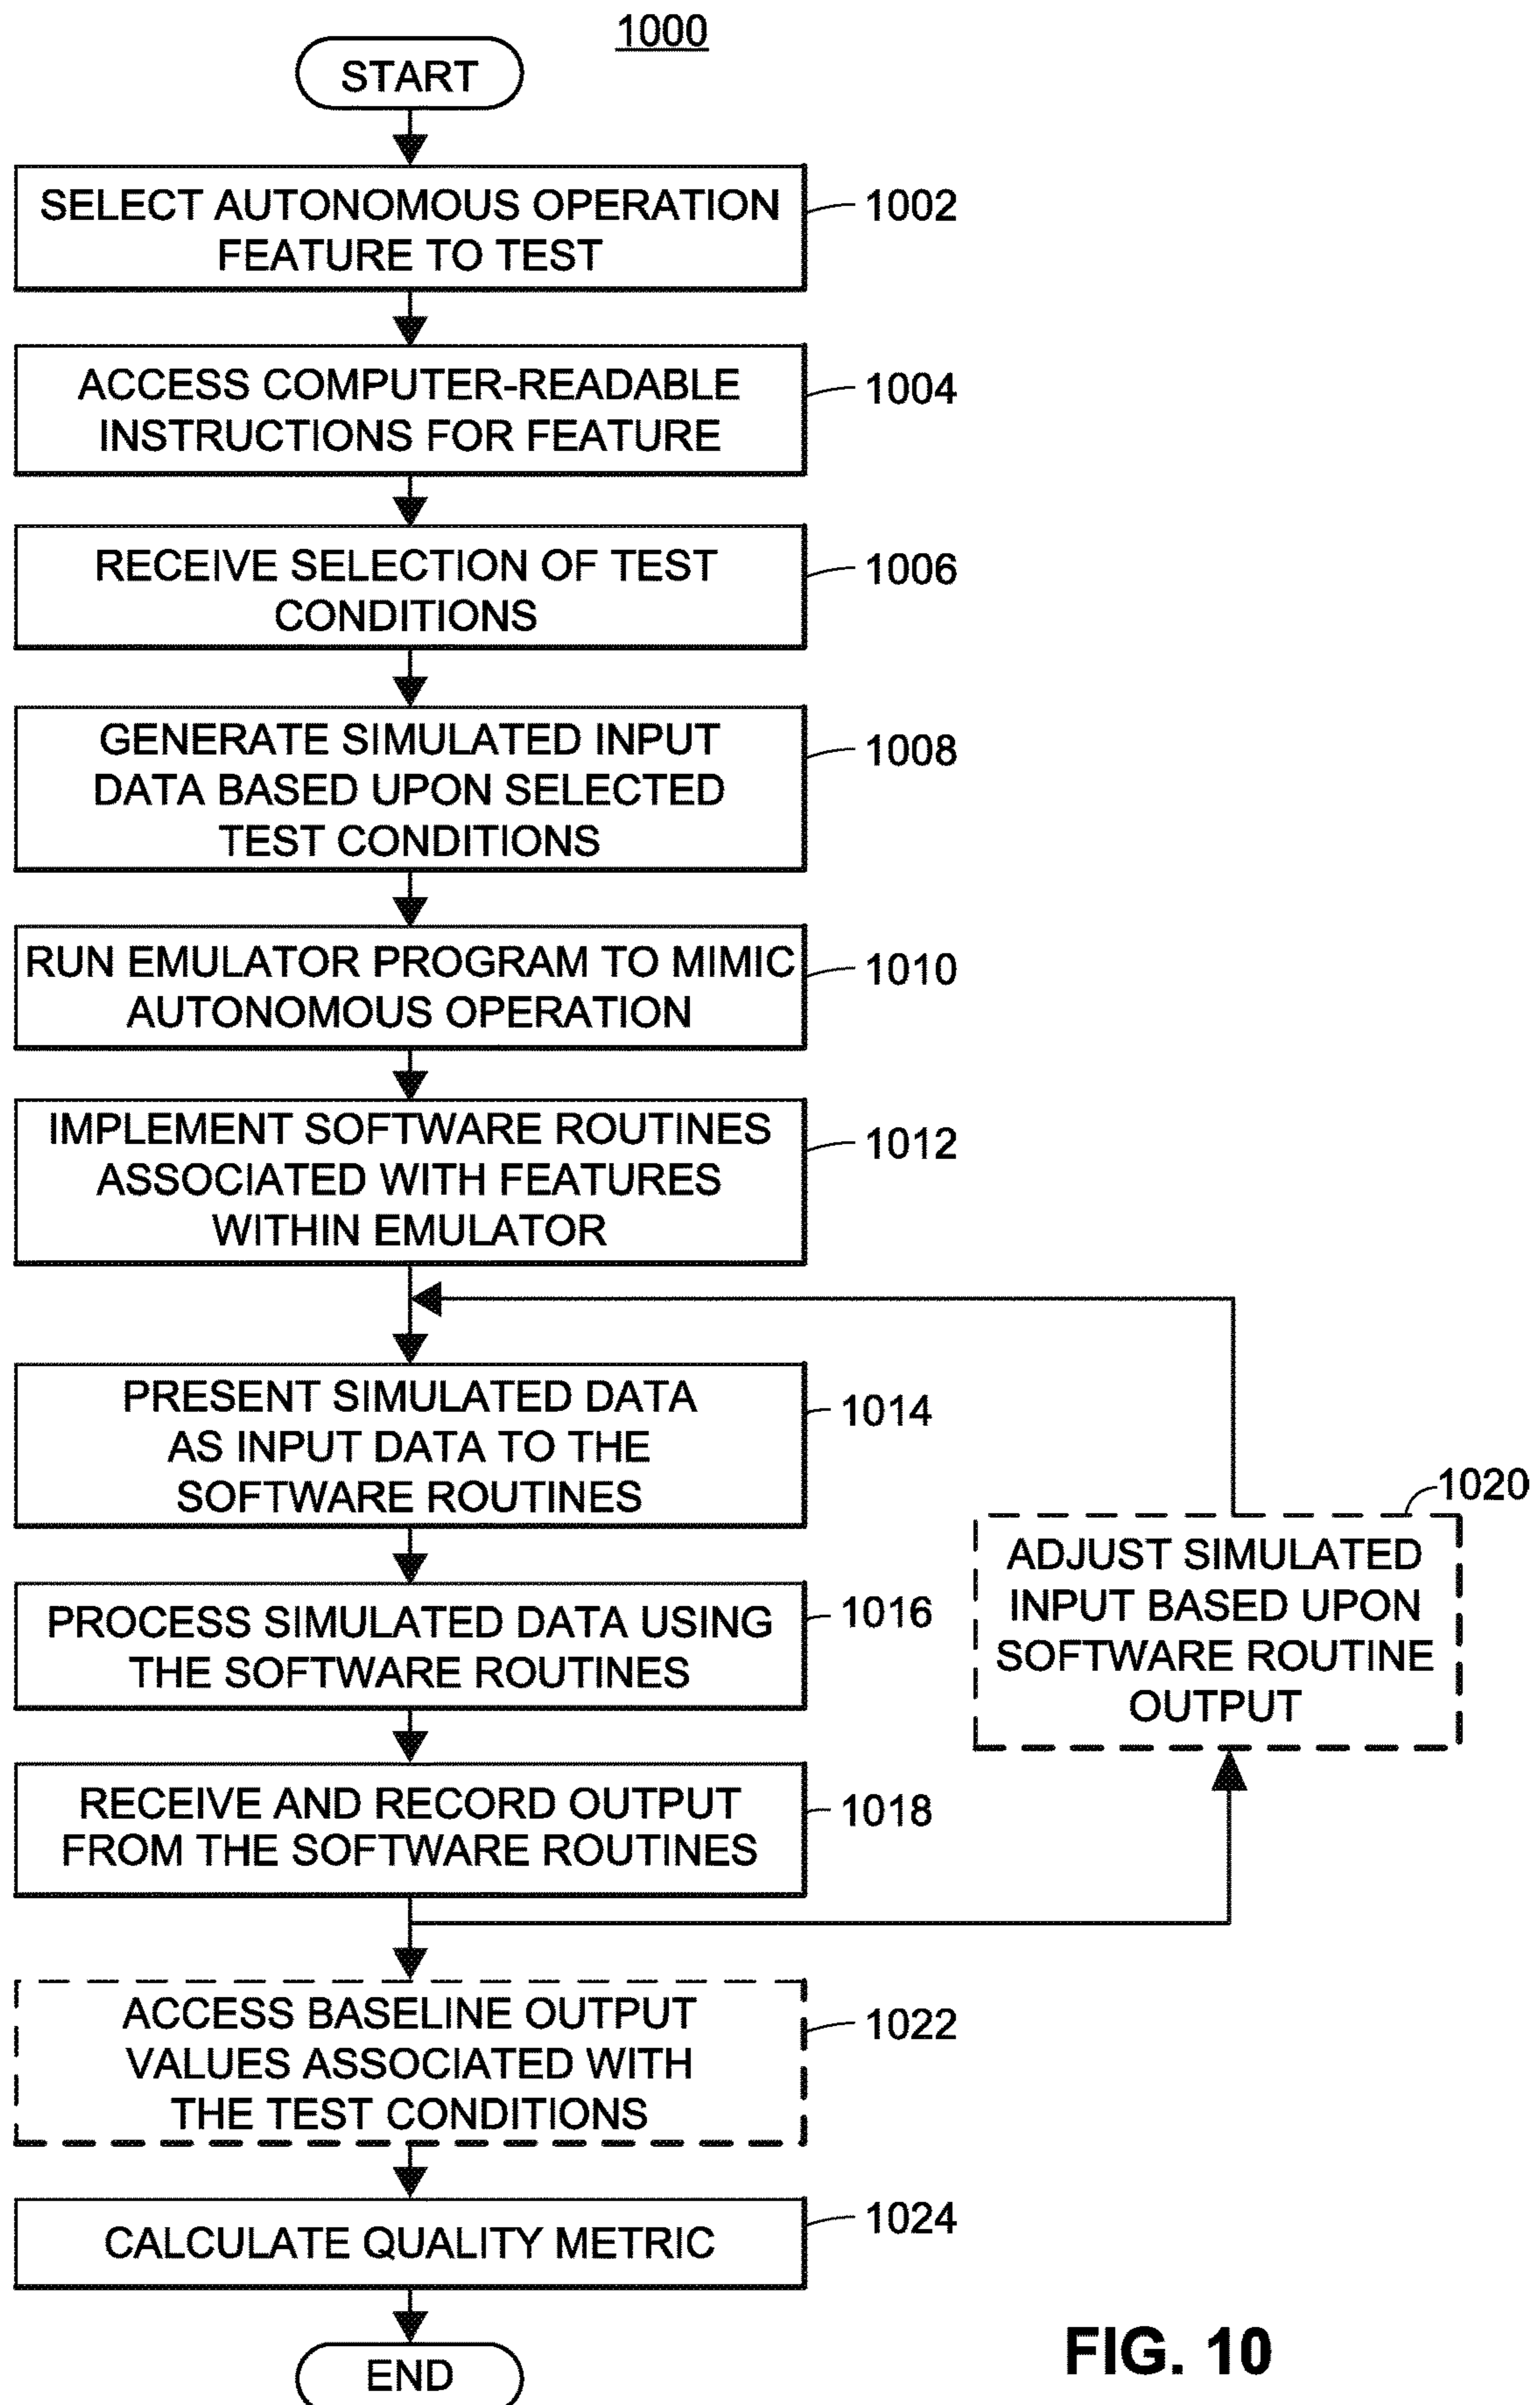 1000
START
SELECT AUTONOMOUS OPERATION
FEATURE TO TEST
1002
ACCESS COMPUTER-READABLE
INSTRUCTIONS FOR FEATURE
1004
RECEIVE SELECTION OF TEST
CONDITIONS
1006
GENERATE SIMULATED INPUT
DATA BASED UPON SELECTED
TEST CONDITIONS
1008
RUN EMULATOR PROGRAM TO MIMIC
AUTONOMOUS OPERATION
1010
IMPLEMENT SOFTWARE ROUTINES
ASSOCIATED WITH FEATURES
WITHIN EMULATOR
1012
PRESENT SIMULATED DATA
AS INPUT DATA TO THE
SOFTWARE ROUTINES
1014
PROCESS SIMULATED DATA USING
THE SOFTWARE ROUTINES
1016
RECEIVE AND RECORD OUTPUT
FROM THE SOFTWARE ROUTINES
1018
1020
ADJUST SIMULATED
INPUT BASED UPON
SOFTWARE ROUTINE
OUTPUT
ACCESS BASELINE OUTPUT
VALUES ASSOCIATED WITH
THE TEST CONDITIONS
1022
CALCULATE QUALITY METRIC
1024
END
FIG. 10